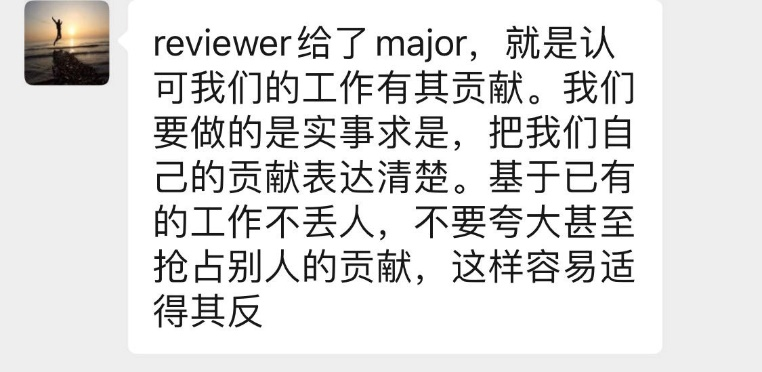 reviewer给了major，就是认
可我们的工作有其贡献。我们
要做的是实事求是，把我们自
己的贡献表达清楚。基于已有
的工作不丢人，不要夸大甚至
抢占别人的贡献，这样容易适
得其反